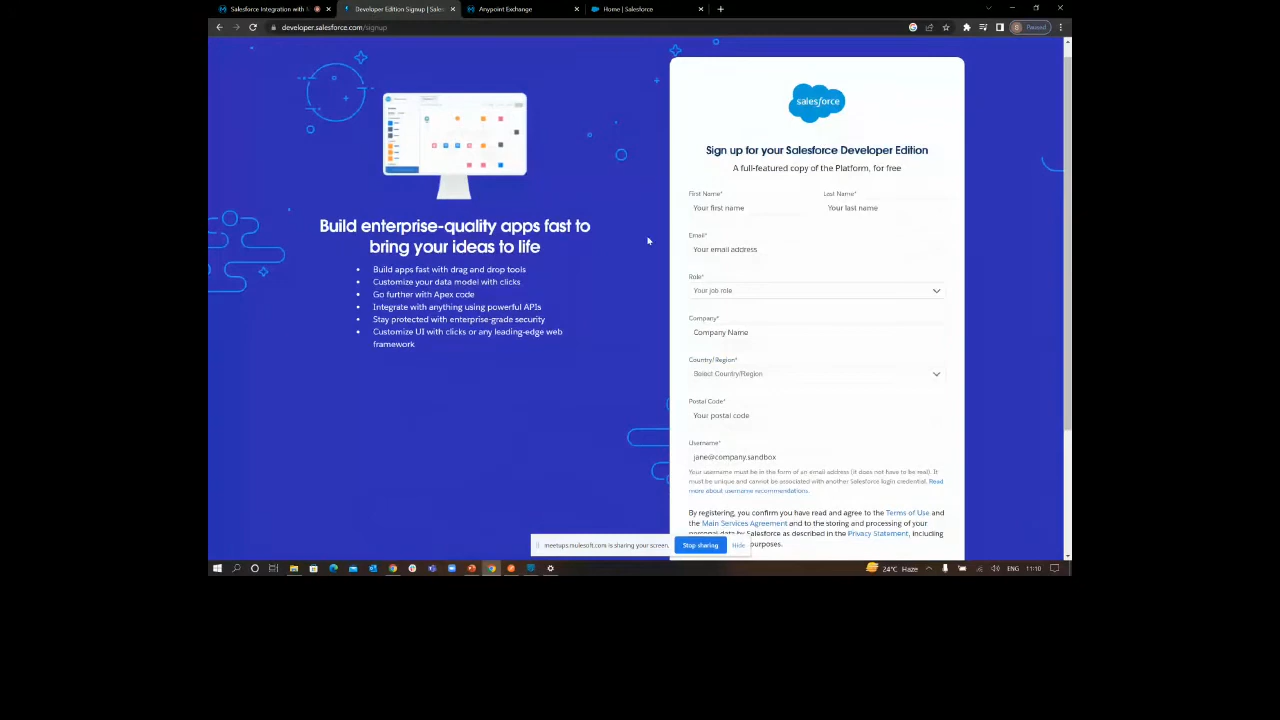 Salesforce Integration with
Developer Edition Signup | Sales
Anypoint Exchange
Home | Salesforce
developer.salesforce.com/signup
Paused
salesforce
Sign up for your Salesforce Developer Edition
A full-featured copy of the Platform, for free
First Name*
Last Name*
Your first name
Your last name
Email*
Your email address
Role*
Your job role
Company*
Company Name
Country/Region*
Select Country/Region
Postal Code*
Your postal code
Username*
jane@company.sandbox
Your username must be in the form of an email address (it does not have to be real). It
must be unique and cannot be associated with another Salesforce login credential. Read
more about username recommendations.
By registering, you confirm you have read and agree to the Terms of Use and
the Main Services Agreement and to the storing and processing of your
personal data by Salesforce as described in the Privacy Statement, including
purposes.
Build enterprise-quality apps fast to
bring your ideas to life
• Build apps fast with drag and drop tools
• Customize your data model with clicks
• Go further with Apex code
• Integrate with anything using powerful APIs
• Stay protected with enterprise-grade security
• Customize UI with clicks or any leading-edge web
framework.
meetups.mulesoft.com is sharing your screen.
Stop sharing
Hide
24°C Haze
ENG
11:10